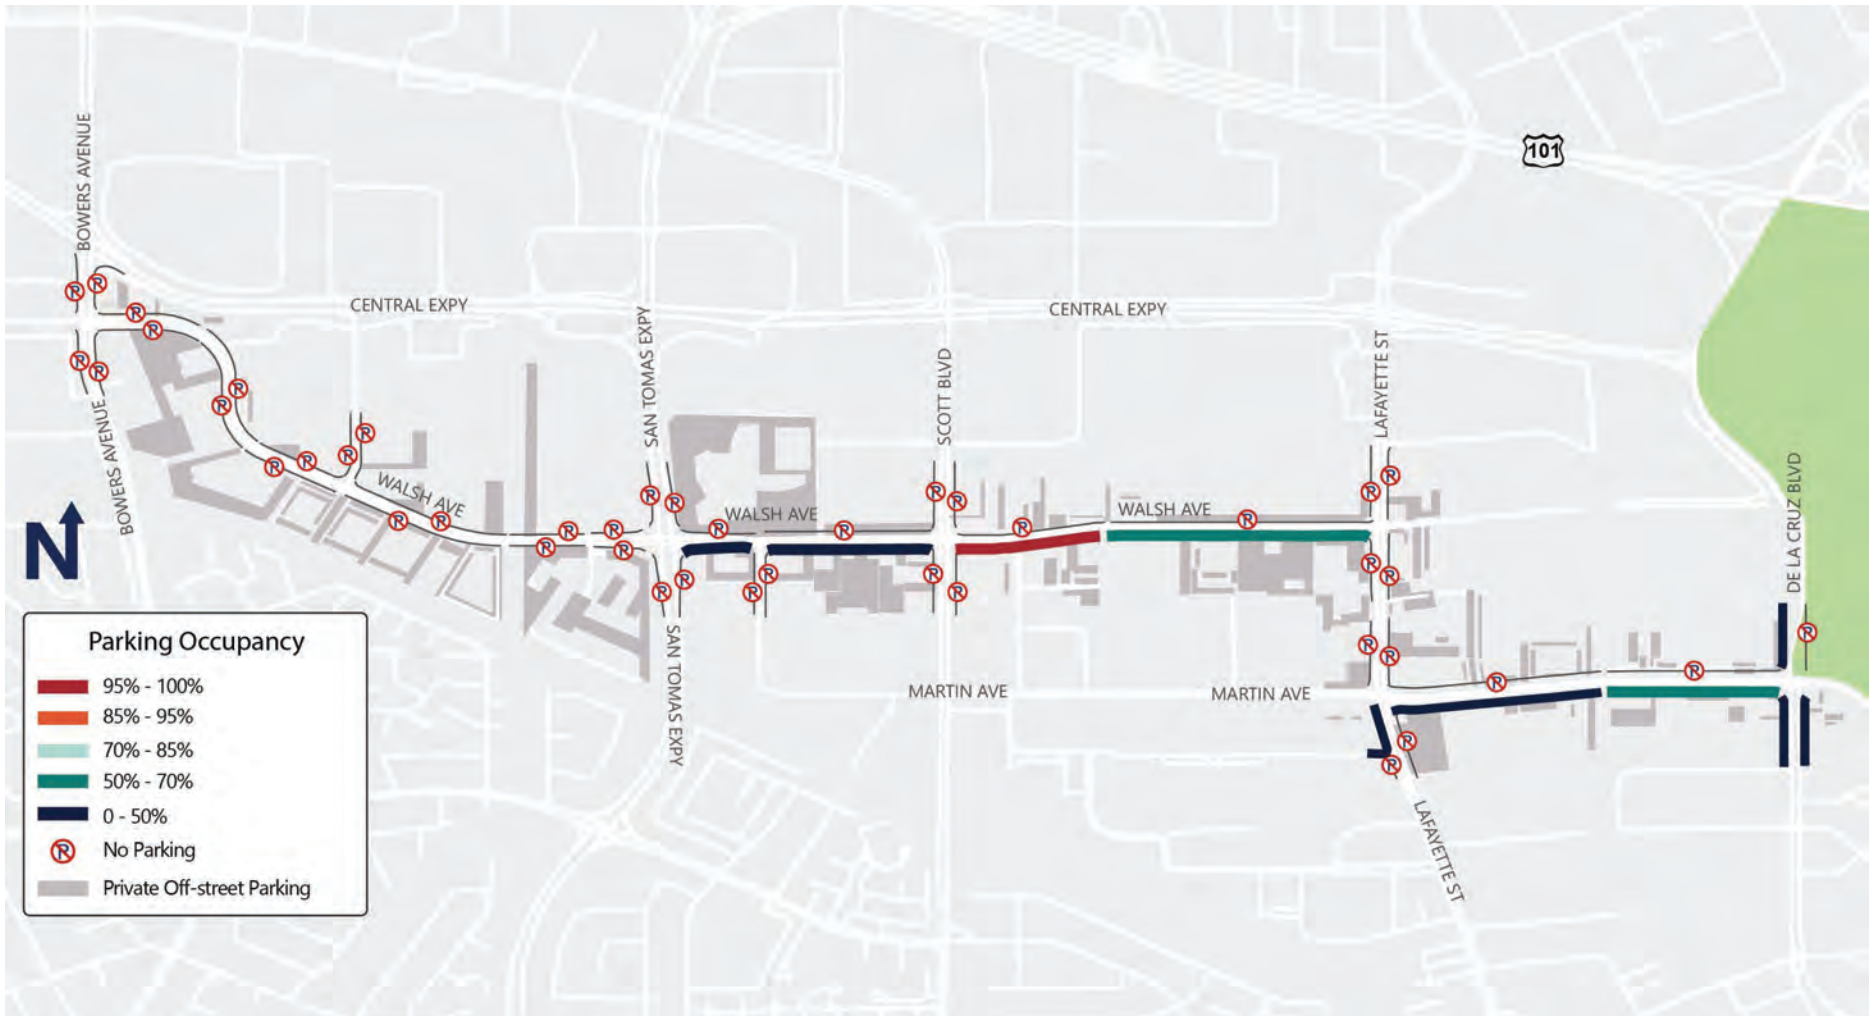 101
BOWERS AVENUE
CENTRAL EXPY
CENTRAL EXPY
SAN TOMAS EXPY
SCOTT BLVD
LAFAYETTE ST
BOWERS AVENUE
WALSH AVE
WALSH AVE
WALSH AVE
DE LA CRUZ BLVD
N
SAN TOMAS EXPY
MARTIN AVE
MARTIN AVE
LAFAYETTE ST
Parking Occupancy
95% - 100%
85% - 95%
70% - 85%
50% - 70%
0 - 50%
No Parking
Private Off-street Parking